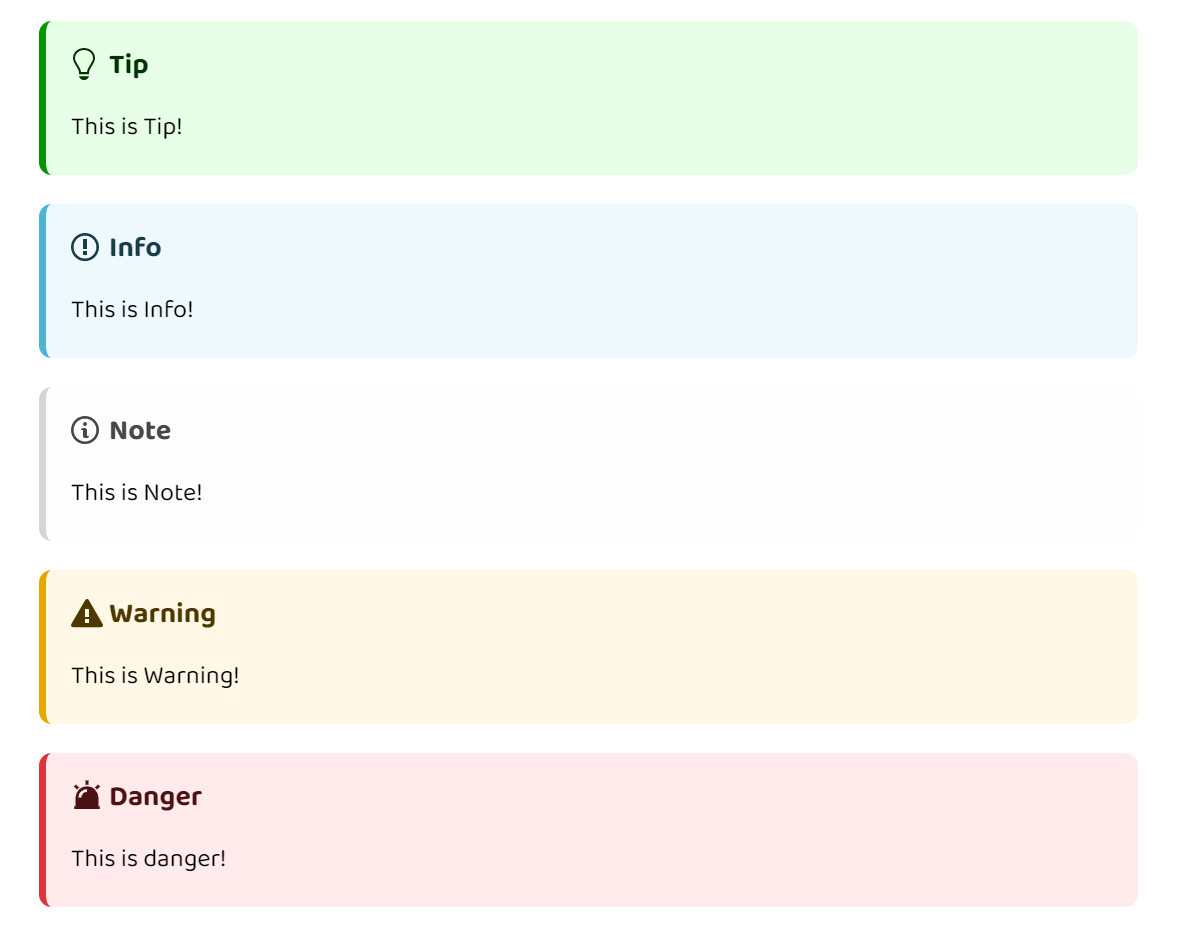 Tip
This is Tip!
Info
This is Info!
Note
This is Note!
Warning
This is Warning!
Danger
This is danger!